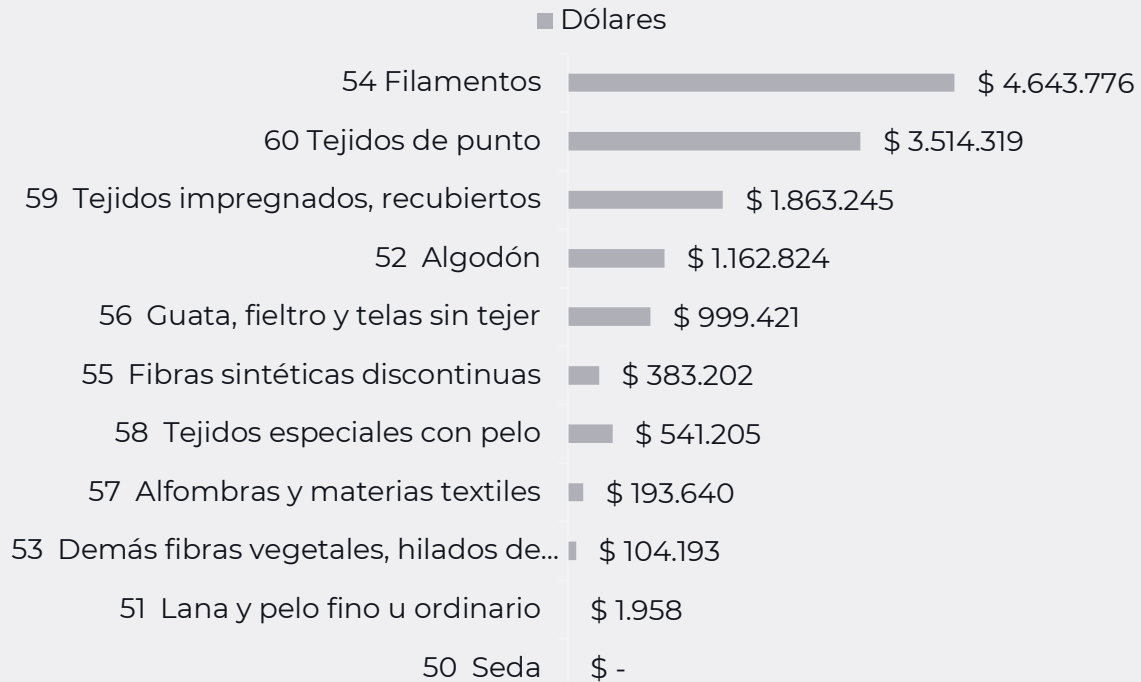 Dólares
54 Filamentos $ 4.643.776
60 Tejidos de punto $ 3.514.319
59 Tejidos impregnados, recubiertos $ 1.863.245
52 Algodón $ 1.162.824
56 Guata, fieltro y telas sin tejer $ 999.421
55 Fibras sintéticas discontinuas $ 383.202
58 Tejidos especiales con pelo $ 541.205
57 Alfombras y materias textiles $ 193.640
53 Demás fibras vegetales, hilados de... $ 104.193
51 Lana y pelo fino u ordinario $ 1.958
50 Seda $ -